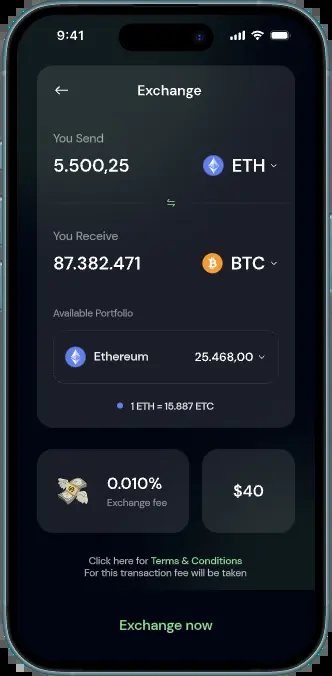 9:41
Exchange
You Send
5.500,25 ETH
You Receive
87.382.471 BTC
Available Portfolio
Ethereum 25.468,00
1 ETH = 15.887 ETC
0.010% $40
Exchange fee
Click here for Terms & Conditions
For this transaction fee will be taken
Exchange now